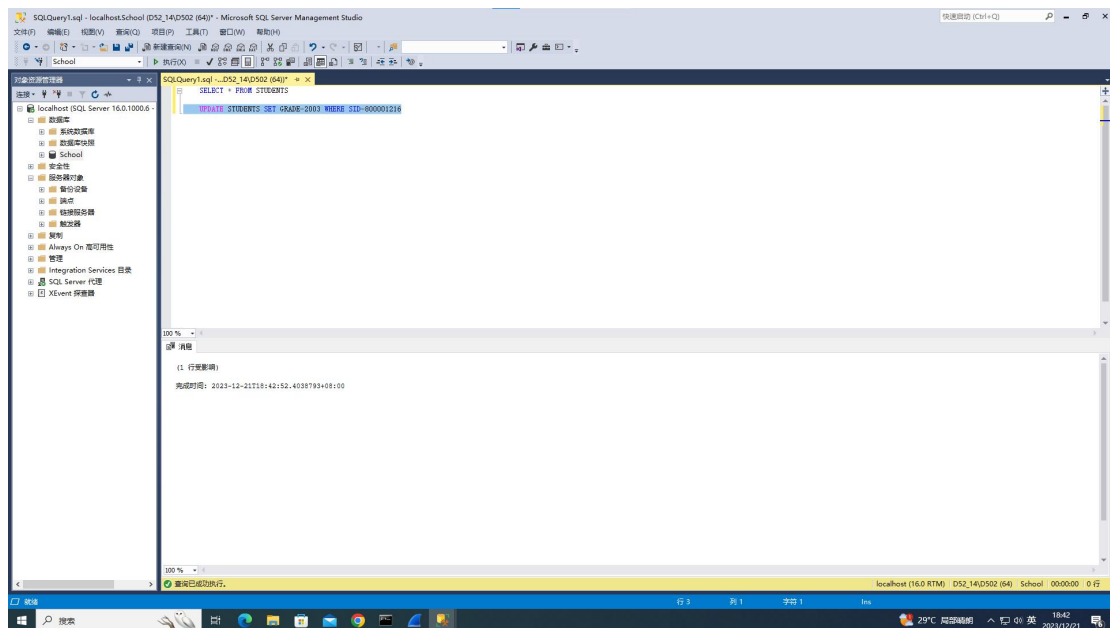 SQLQuery1.sql - localhost.School (D52_14\D502 (64))* - Microsoft SQL Server Management Studio
快速启动 (Ctrl+Q)
文件(F) 编辑(E) 视图(V) 查询(Q) 项目(P) 工具(T) 窗口(W) 帮助(H)
新建查询(N)
School 执行(X)
对象资源管理器
SQLQuery1.sql -...D52_14\D502 (64))*
连接
localhost (SQL Server 16.0.1000.6 -
数据库
系统数据库
数据库快照
School
安全性
服务器对象
备份设备
端点
链接服务器
触发器
复制
Always On 高可用性
管理
Integration Services 目录
SQL Server 代理
XEvent 探查器
SELECT * FROM STUDENTS
UPDATE STUDENTS SET GRADE=2003 WHERE SID=800001216
100 %
消息
(1 行受影响)
完成时间: 2023-12-21T18:42:52.4038793+08:00
100 %
查询已成功执行。
localhost (16.0 RTM) D52_14\D502 (64) School 00:00:00 0 行
就绪 行 3 列 1 字符 1 Ins
搜索
29°C 局部晴朗 英 18:42
2023/12/21